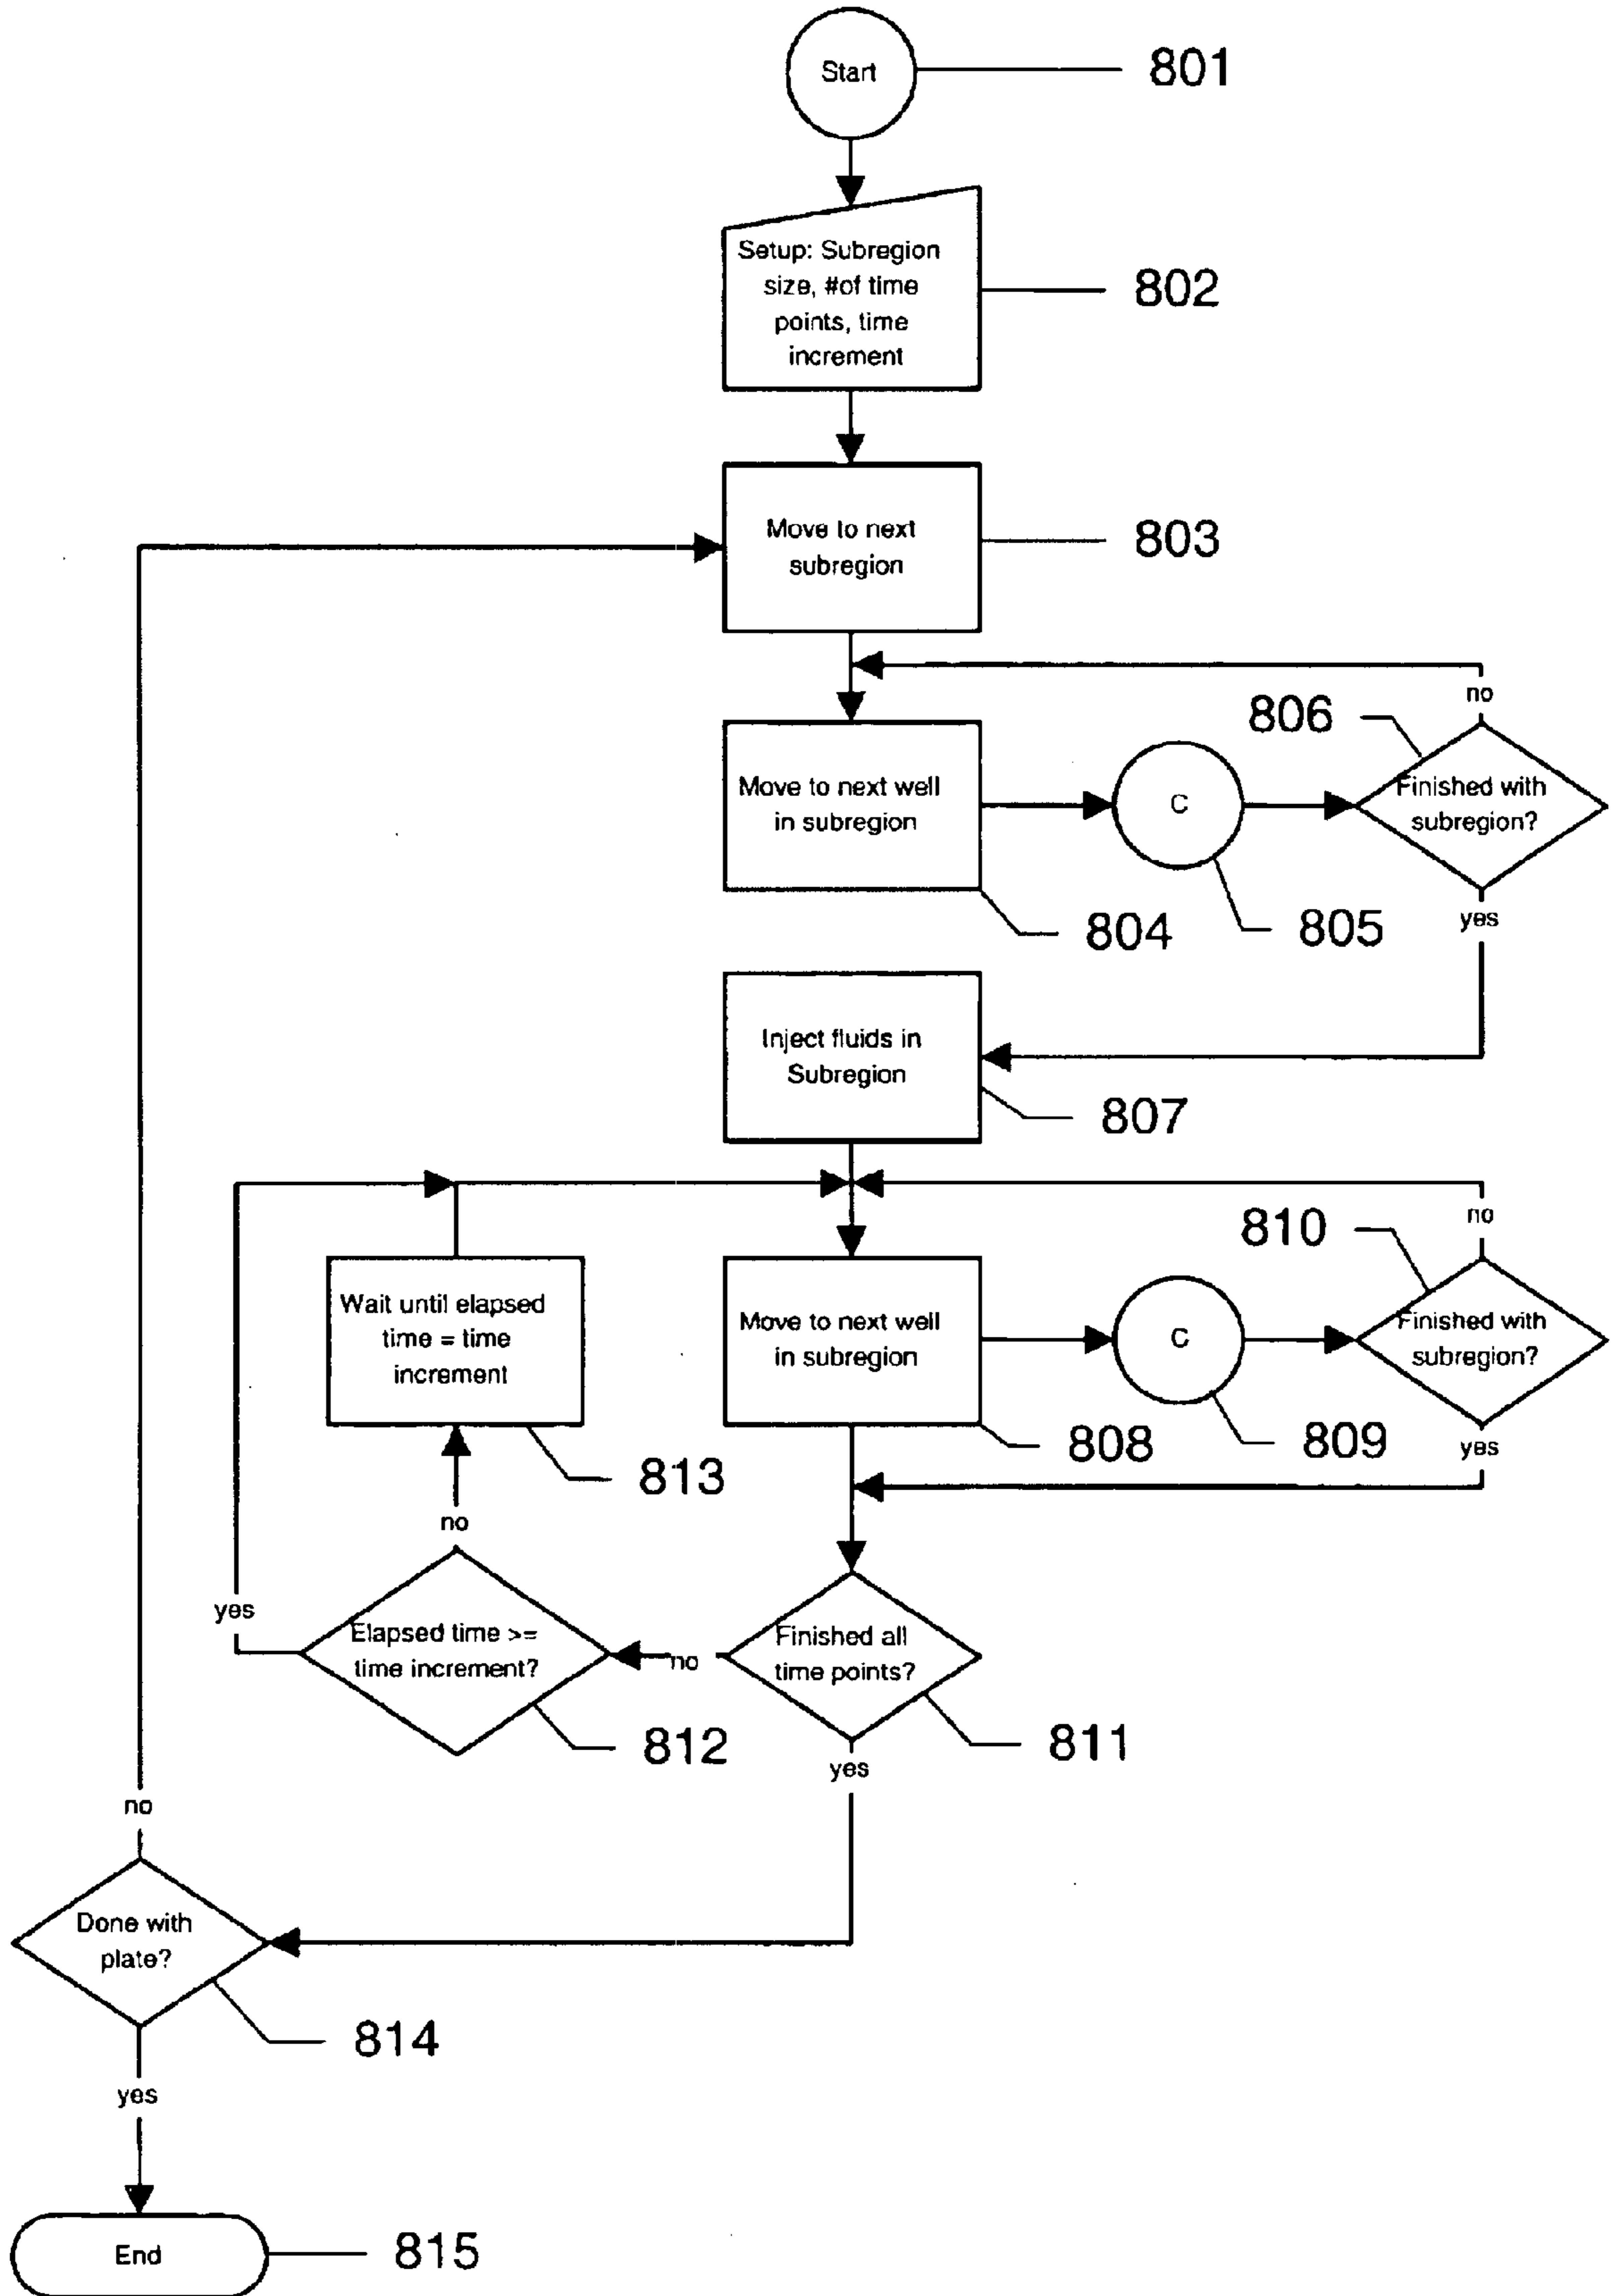 Start
801
Setup: Subregion
size, #of time
points, time
increment
802
Move to next
subregion
803
no
806
Move to next well
in subregion
C
Finished with
subregion?
804
805
yes
Inject fluids in
Subregion
807
no
810
Wait until elapsed
time = time
increment
Move to next well
in subregion
C
Finished with
subregion?
813
808
809
yes
no
yes
Elapsed time >=
time increment?
no
Finished all
time points?
812
811
yes
no
Done with
plate?
814
yes
End
815